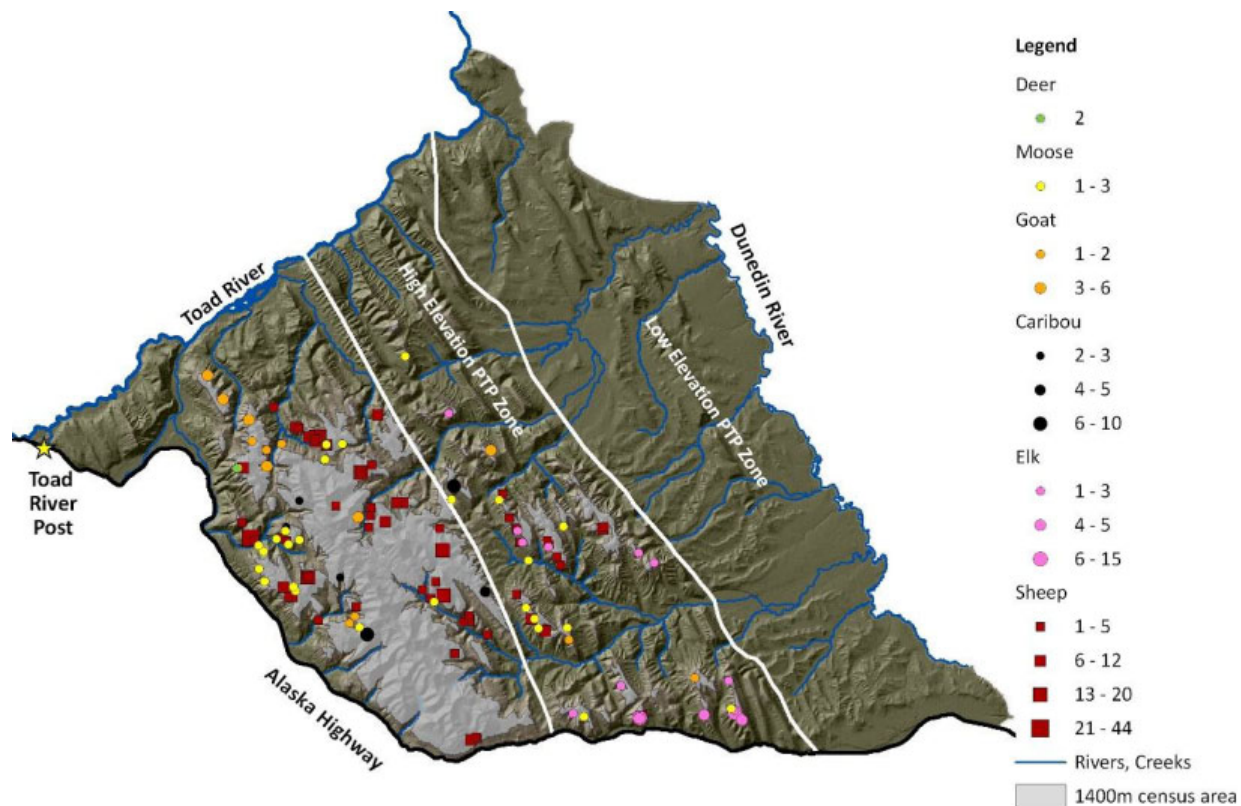 Toad River
High Elevation PTP Zone
Low Elevation PTP Zone
Dunedin River
Toad
River
Post
Alaska Highway
Legend
Deer
2
Moose
1 - 3
Goat
1 - 2
3 - 6
Caribou
2 - 3
4 - 5
6 - 10
Elk
1 - 3
4 - 5
6 - 15
Sheep
1 - 5
6 - 12
13 - 20
21 - 44
Rivers, Creeks
1400m census area